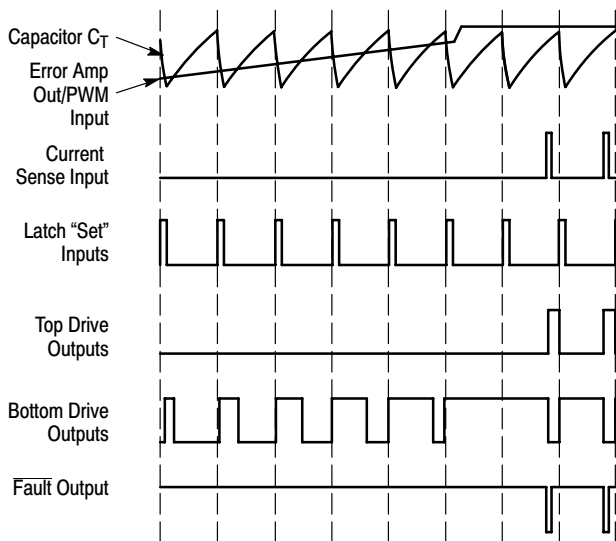 Capacitor CT
Error Amp
Out/PWM
Input
Current
Sense Input
Latch “Set”
Inputs
Top Drive
Outputs
Bottom Drive
Outputs
Fault Output